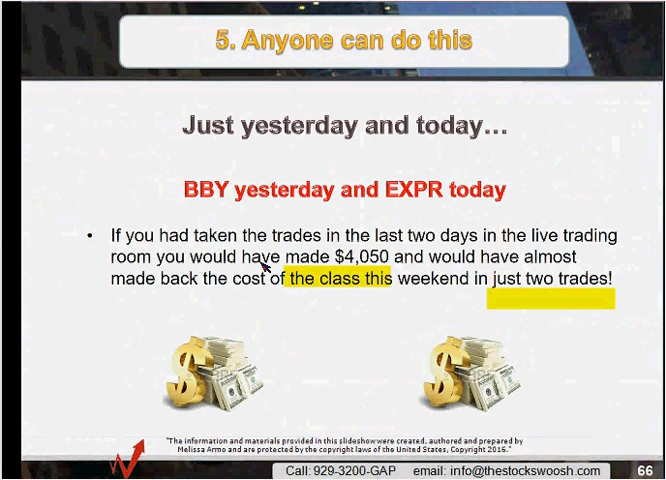 5. Anyone can do this
Just yesterday and today...
BBY yesterday and EXPR today
• If you had taken the trades in the last two days in the live trading
room you would have made $4,050 and would have almost
made back the cost of the class this weekend in just two trades!
"The information and materials provided in this slideshow were created, authored and prepared by
Melissa Armo and are protected by the copyright laws of the United States, Copyright 2016."
Call: 929-3200-GAP email: info@thestockswoosh.com 66